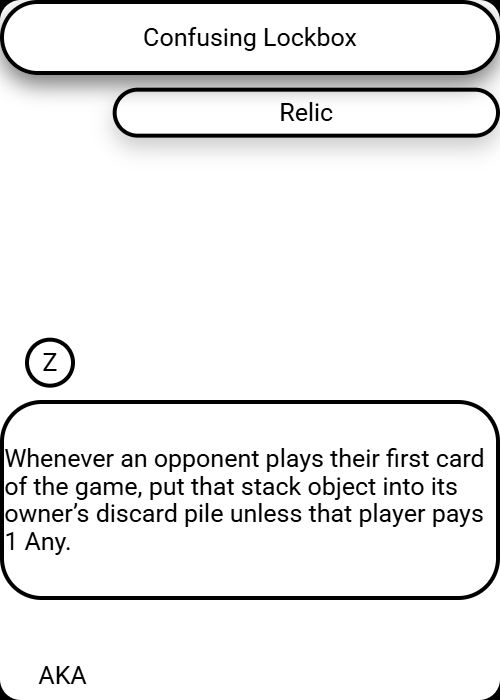 Confusing Lockbox
Relic
Z
Whenever an opponent plays their first card
of the game, put that stack object into its
owner’s discard pile unless that player pays
1 Any.
AKA